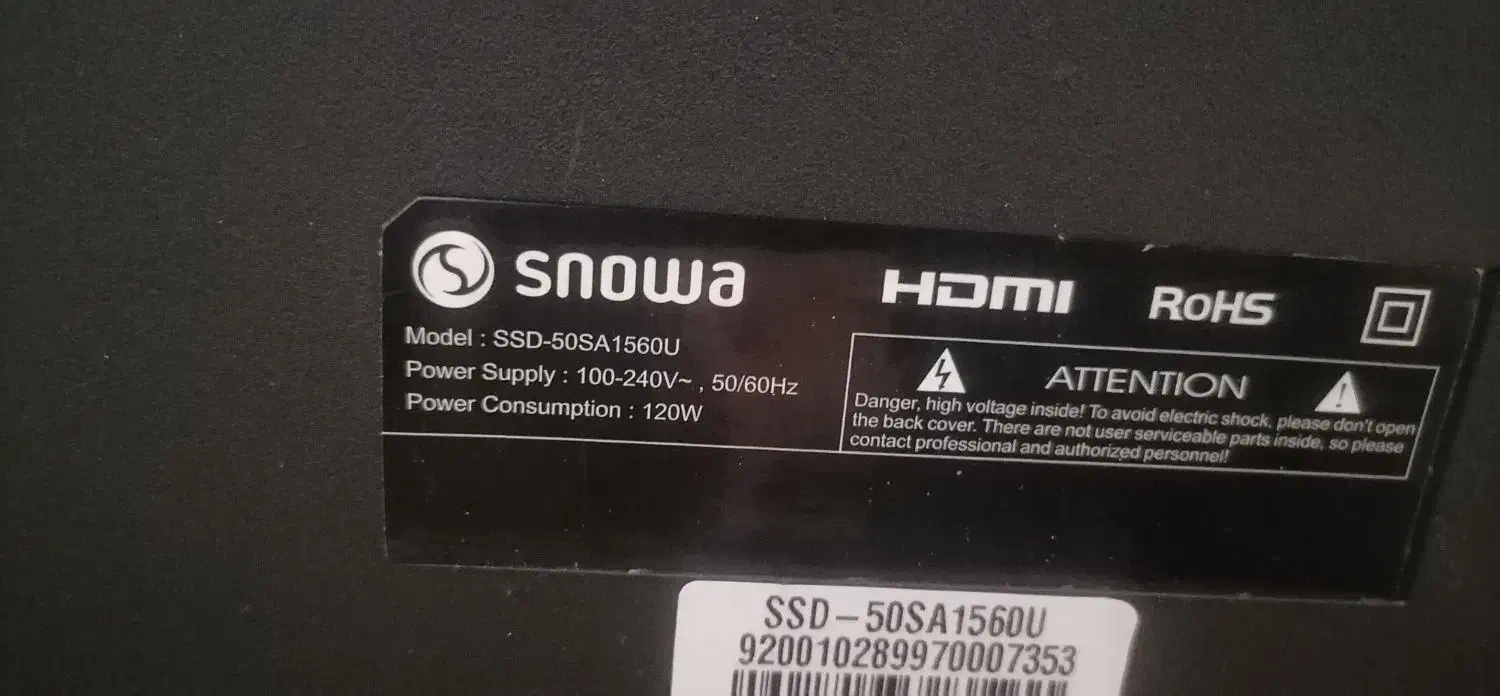 snowa
HDMI
RoHS
Model : SSD-50SA1560U
Power Supply : 100-240V~ , 50/60Hz
Power Consumption : 120W
ATTENTION
Danger, high voltage inside! To avoid electric shock, please don't open
the back cover. There are not user serviceable parts inside, so please
contact professional and authorized personnel!
SSD-50SA1560U
920010289970007353